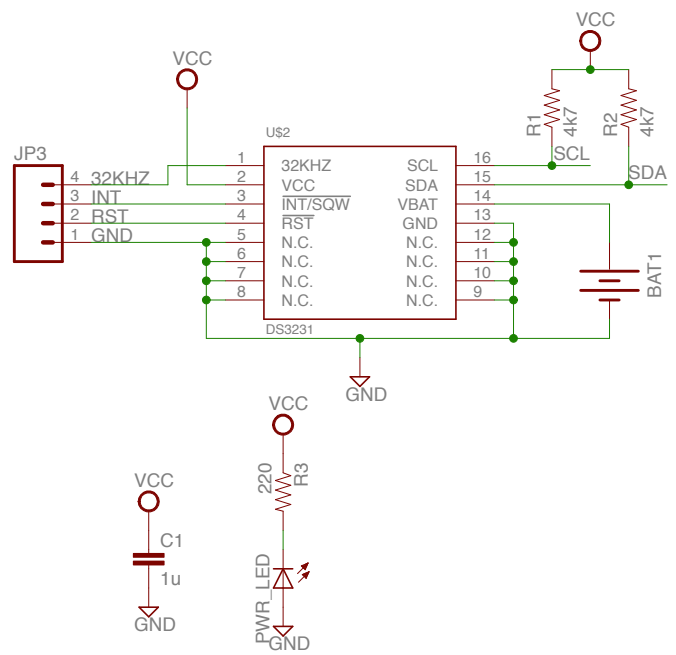 VCC
VCC
R1
4k7
R2
4k7
SCL
SDA
U$2
JP3
4 32KHZ
3 INT
2 RST
1 GND
1 32KHZ SCL 16
2 VCC SDA 15
3 INT/SQW VBAT 14
4 RST GND 13
5 N.C. N.C. 12
6 N.C. N.C. 11
7 N.C. N.C. 10
8 N.C. N.C. 9
DS3231
BAT1
GND
VCC
220
R3
PWR_LED
GND
VCC
C1
1u
GND